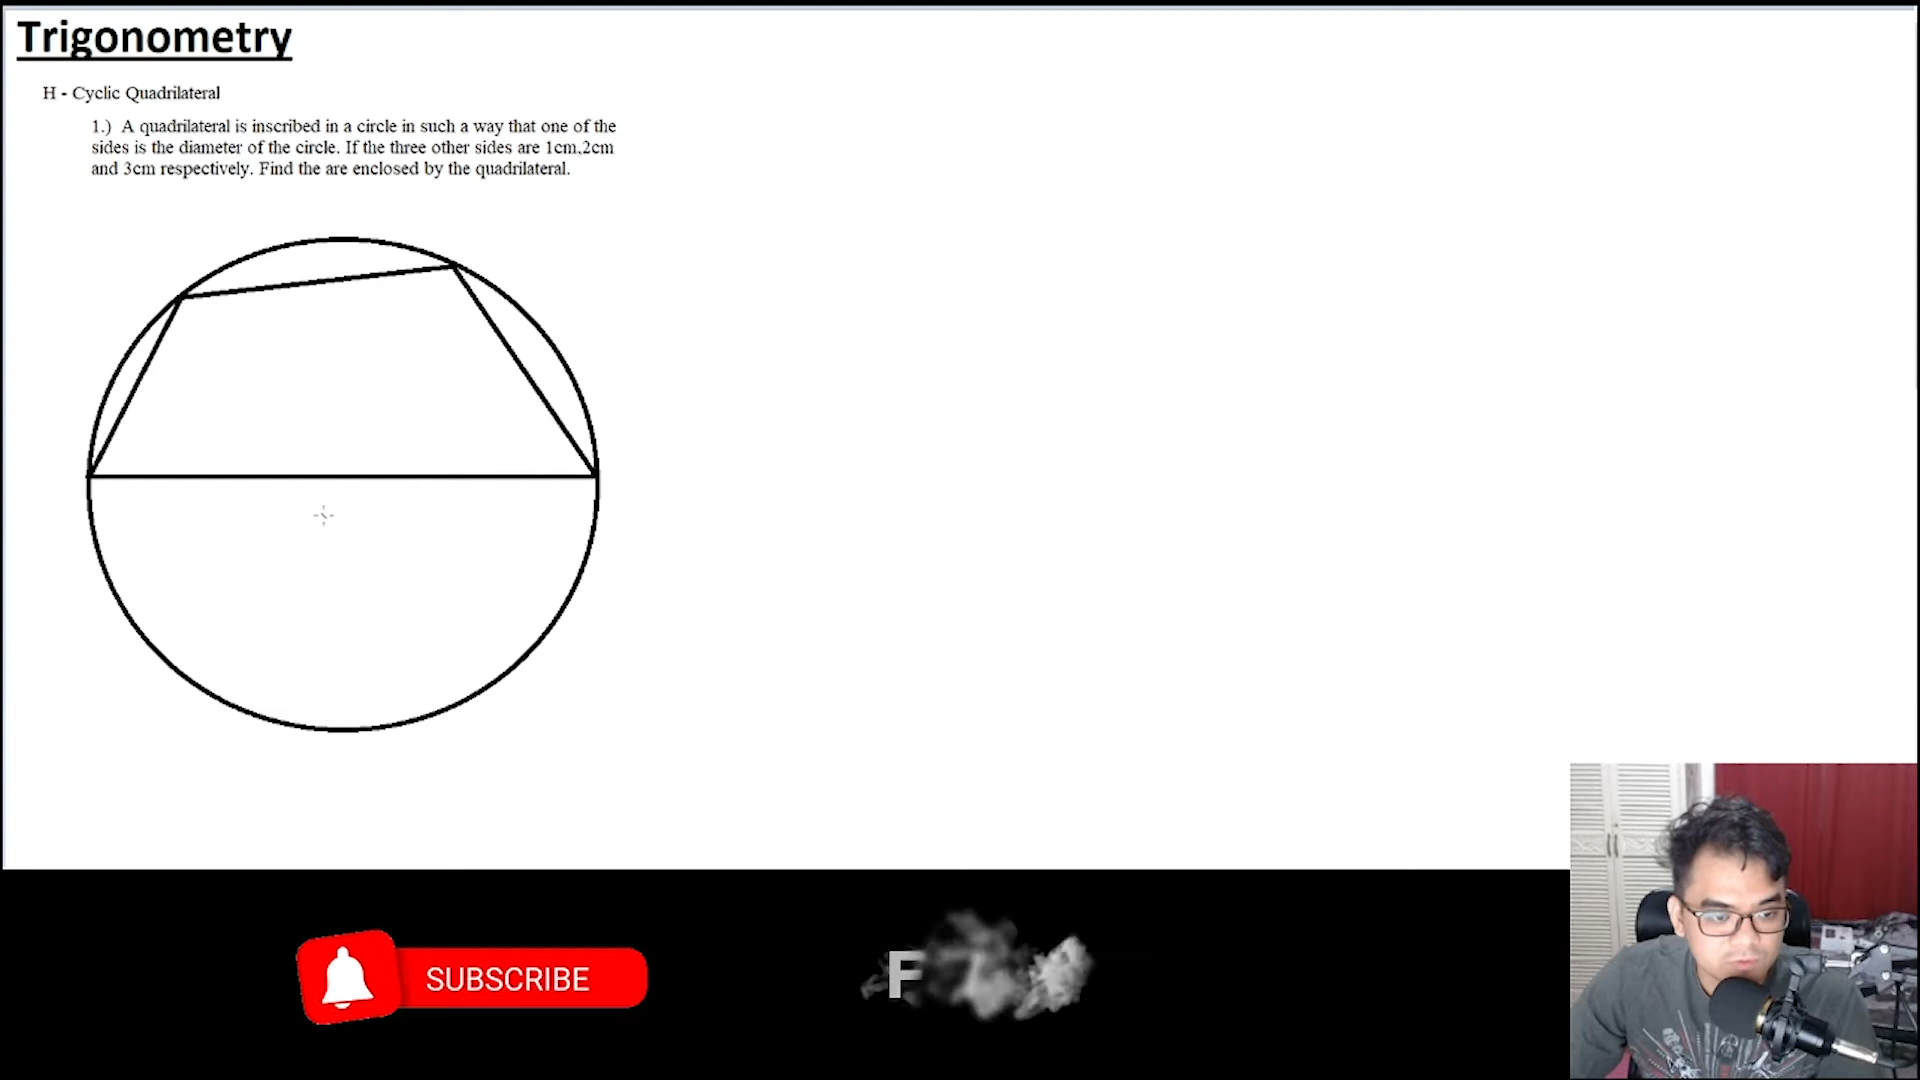 Trigonometry
H - Cyclic Quadrilateral
1.) A quadrilateral is inscribed in a circle in such a way that one of the
sides is the diameter of the circle. If the three other sides are 1cm,2cm
and 3cm respectively. Find the are enclosed by the quadrilateral.
SUBSCRIBE
F